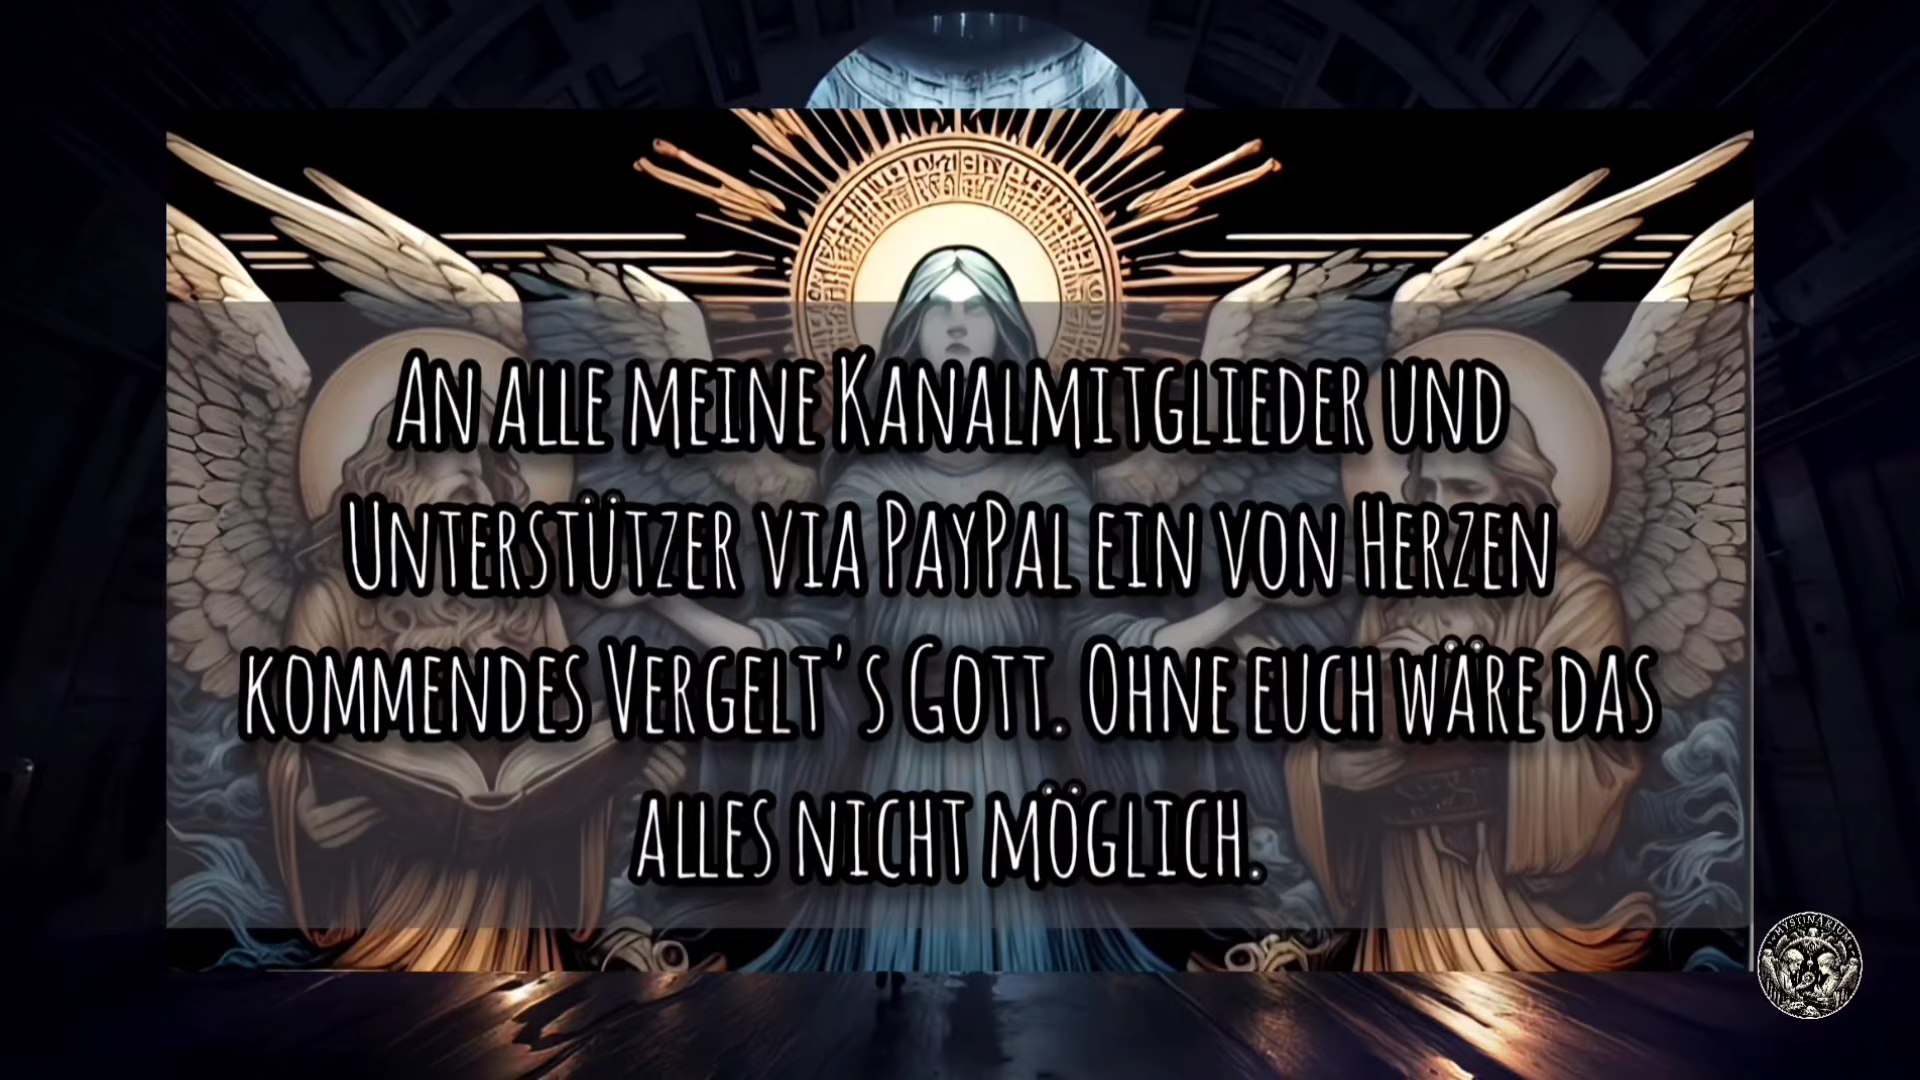 An alle meine Kanalmitglieder und
Unterstützer via PayPal ein von Herzen
kommendes Vergelt's Gott. Ohne euch wäre das
alles nicht möglich.
MYSTINARIUM